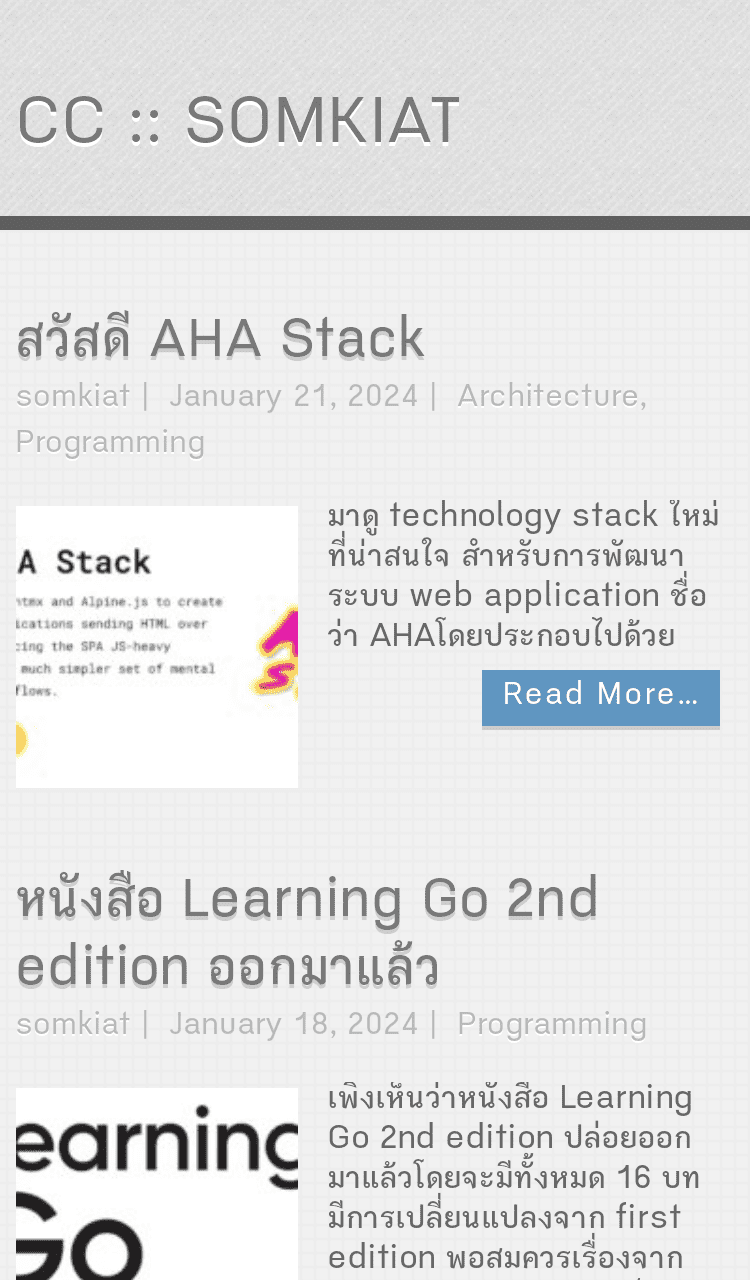 CC :: SOMKIAT
สวัสดี AHA Stack
somkiat | January 21, 2024 | Architecture,
Programming
A Stack
ntmx and Alpine.js to create
ications sending HTML over
cing the SPA JS-heavy
much simpler set of mental
flows.
มาดู technology stack ใหม่
ที่น่าสนใจ สำหรับการพัฒนา
ระบบ web application ชื่อ
ว่า AHAโดยประกอบไปด้วย
Read More…
หนังสือ Learning Go 2nd
edition ออกมาแล้ว
somkiat | January 18, 2024 | Programming
earning
Go
เพิ่งเห็นว่าหนังสือ Learning
Go 2nd edition ปล่อยออก
มาแล้วโดยจะมีทั้งหมด 16 บท
มีการเปลี่ยนแปลงจาก first
edition พอสมควรเรื่องจาก